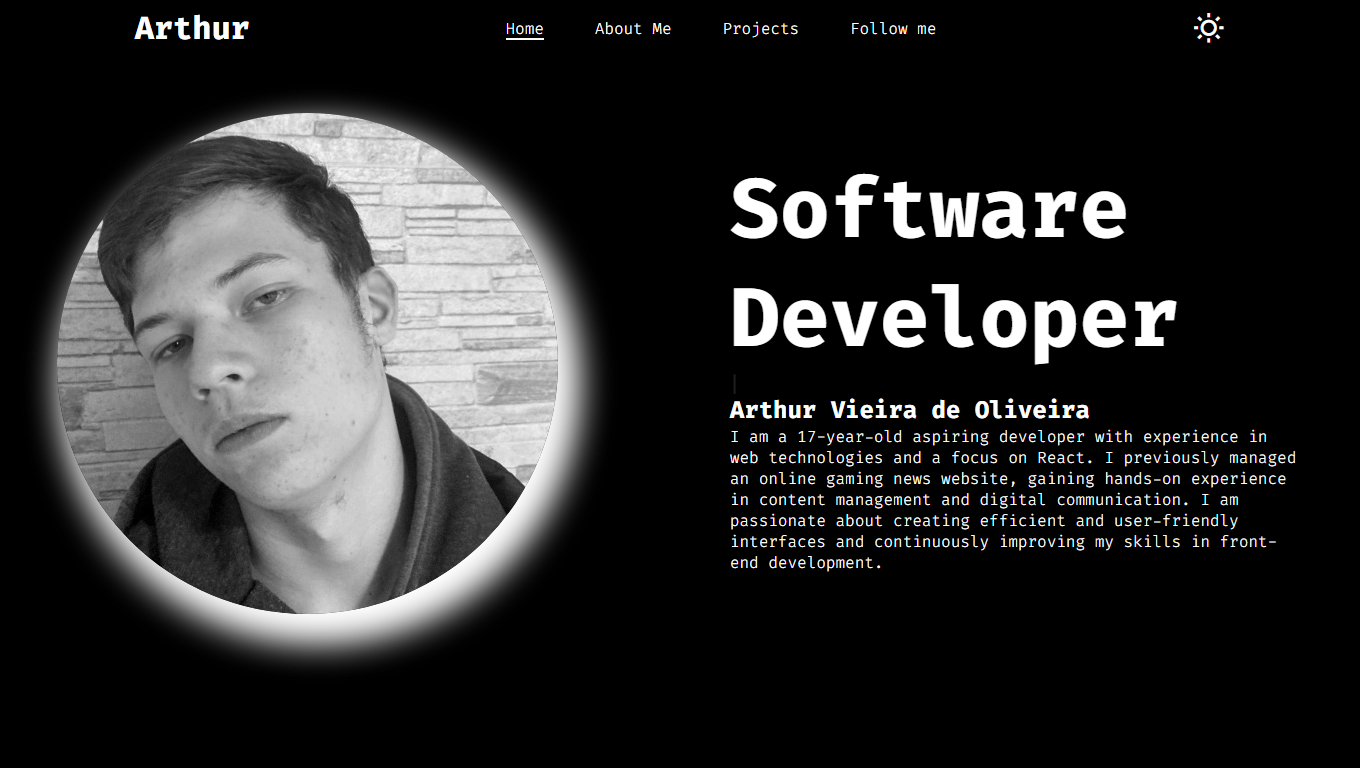 Arthur
Home
About Me
Projects
Follow me
Software
Developer
Arthur Vieira de Oliveira
I am a 17-year-old aspiring developer with experience in
web technologies and a focus on React. I previously managed
an online gaming news website, gaining hands-on experience
in content management and digital communication. I am
passionate about creating efficient and user-friendly
interfaces and continuously improving my skills in front-
end development.